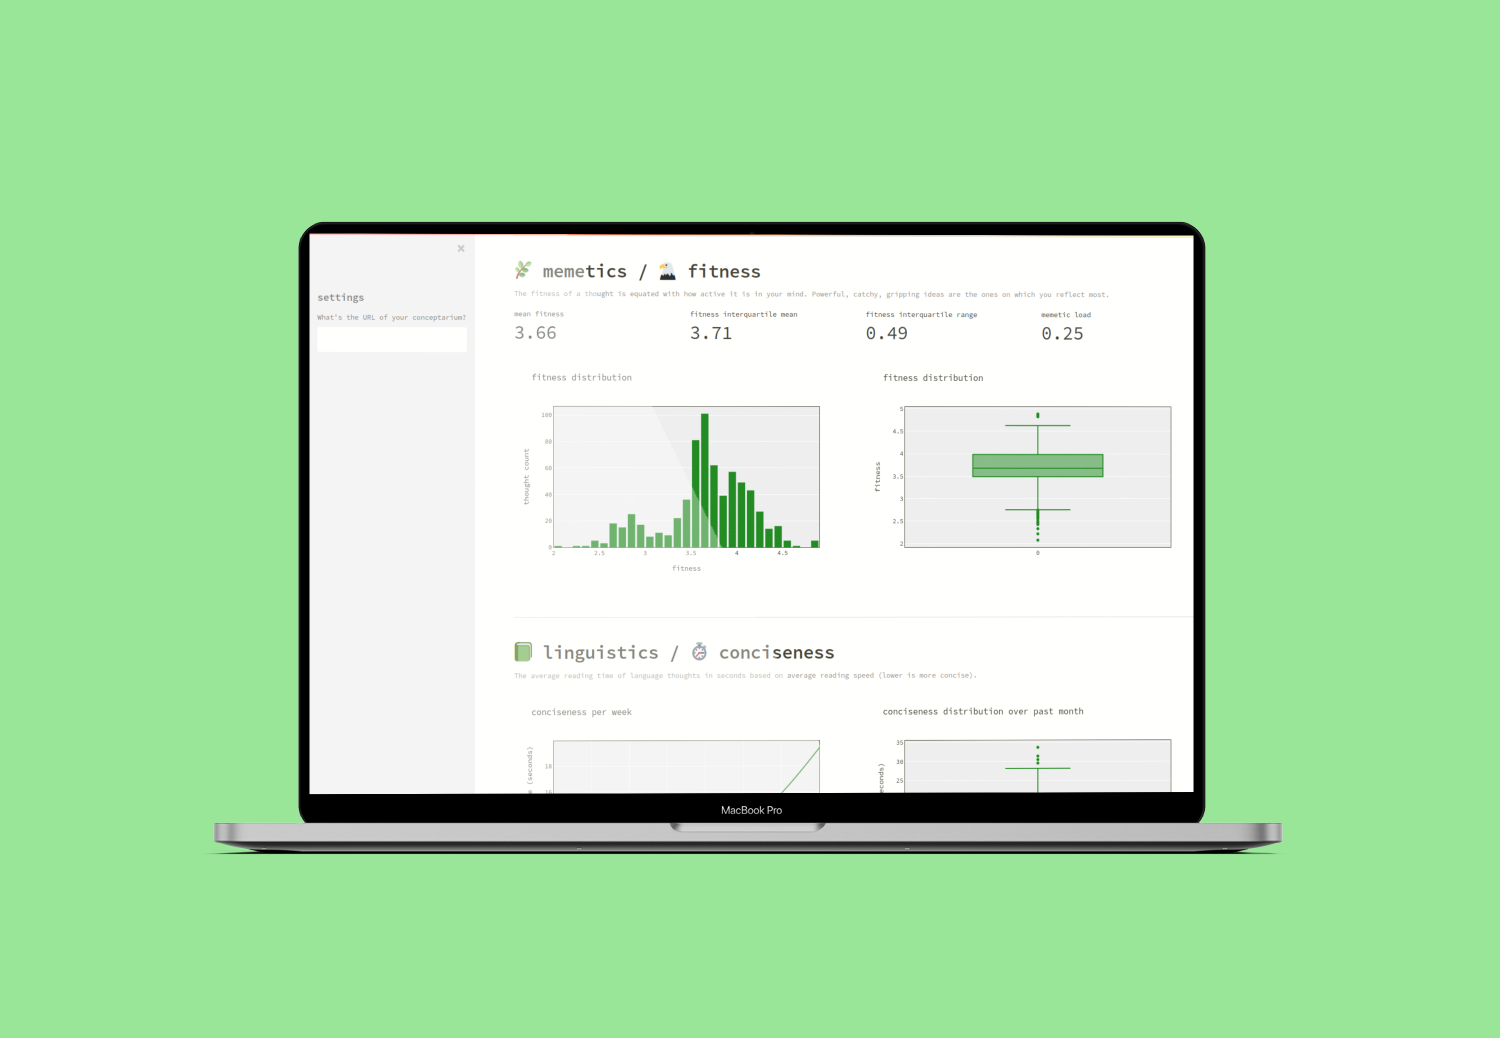 settings
What's the URL of your conceptarium?
memetics / fitness
The fitness of a thought is equated with how active it is in your mind. Powerful, catchy, gripping ideas are the ones on which you reflect most.
mean fitness
3.66
fitness interquartile mean
3.71
fitness interquartile range
0.49
memetic load
0.25
fitness distribution
100
80
60
40
20
0
thought count
2 2.5 3 3.5 4 4.5
fitness
fitness distribution
5
4.5
4
3.5
3
2.5
2
fitness
0
linguistics / conciseness
The average reading time of language thoughts in seconds based on average reading speed (lower is more concise).
conciseness per week
18
16
(seconds)
conciseness distribution over past month
35
30
25
MacBook Pro